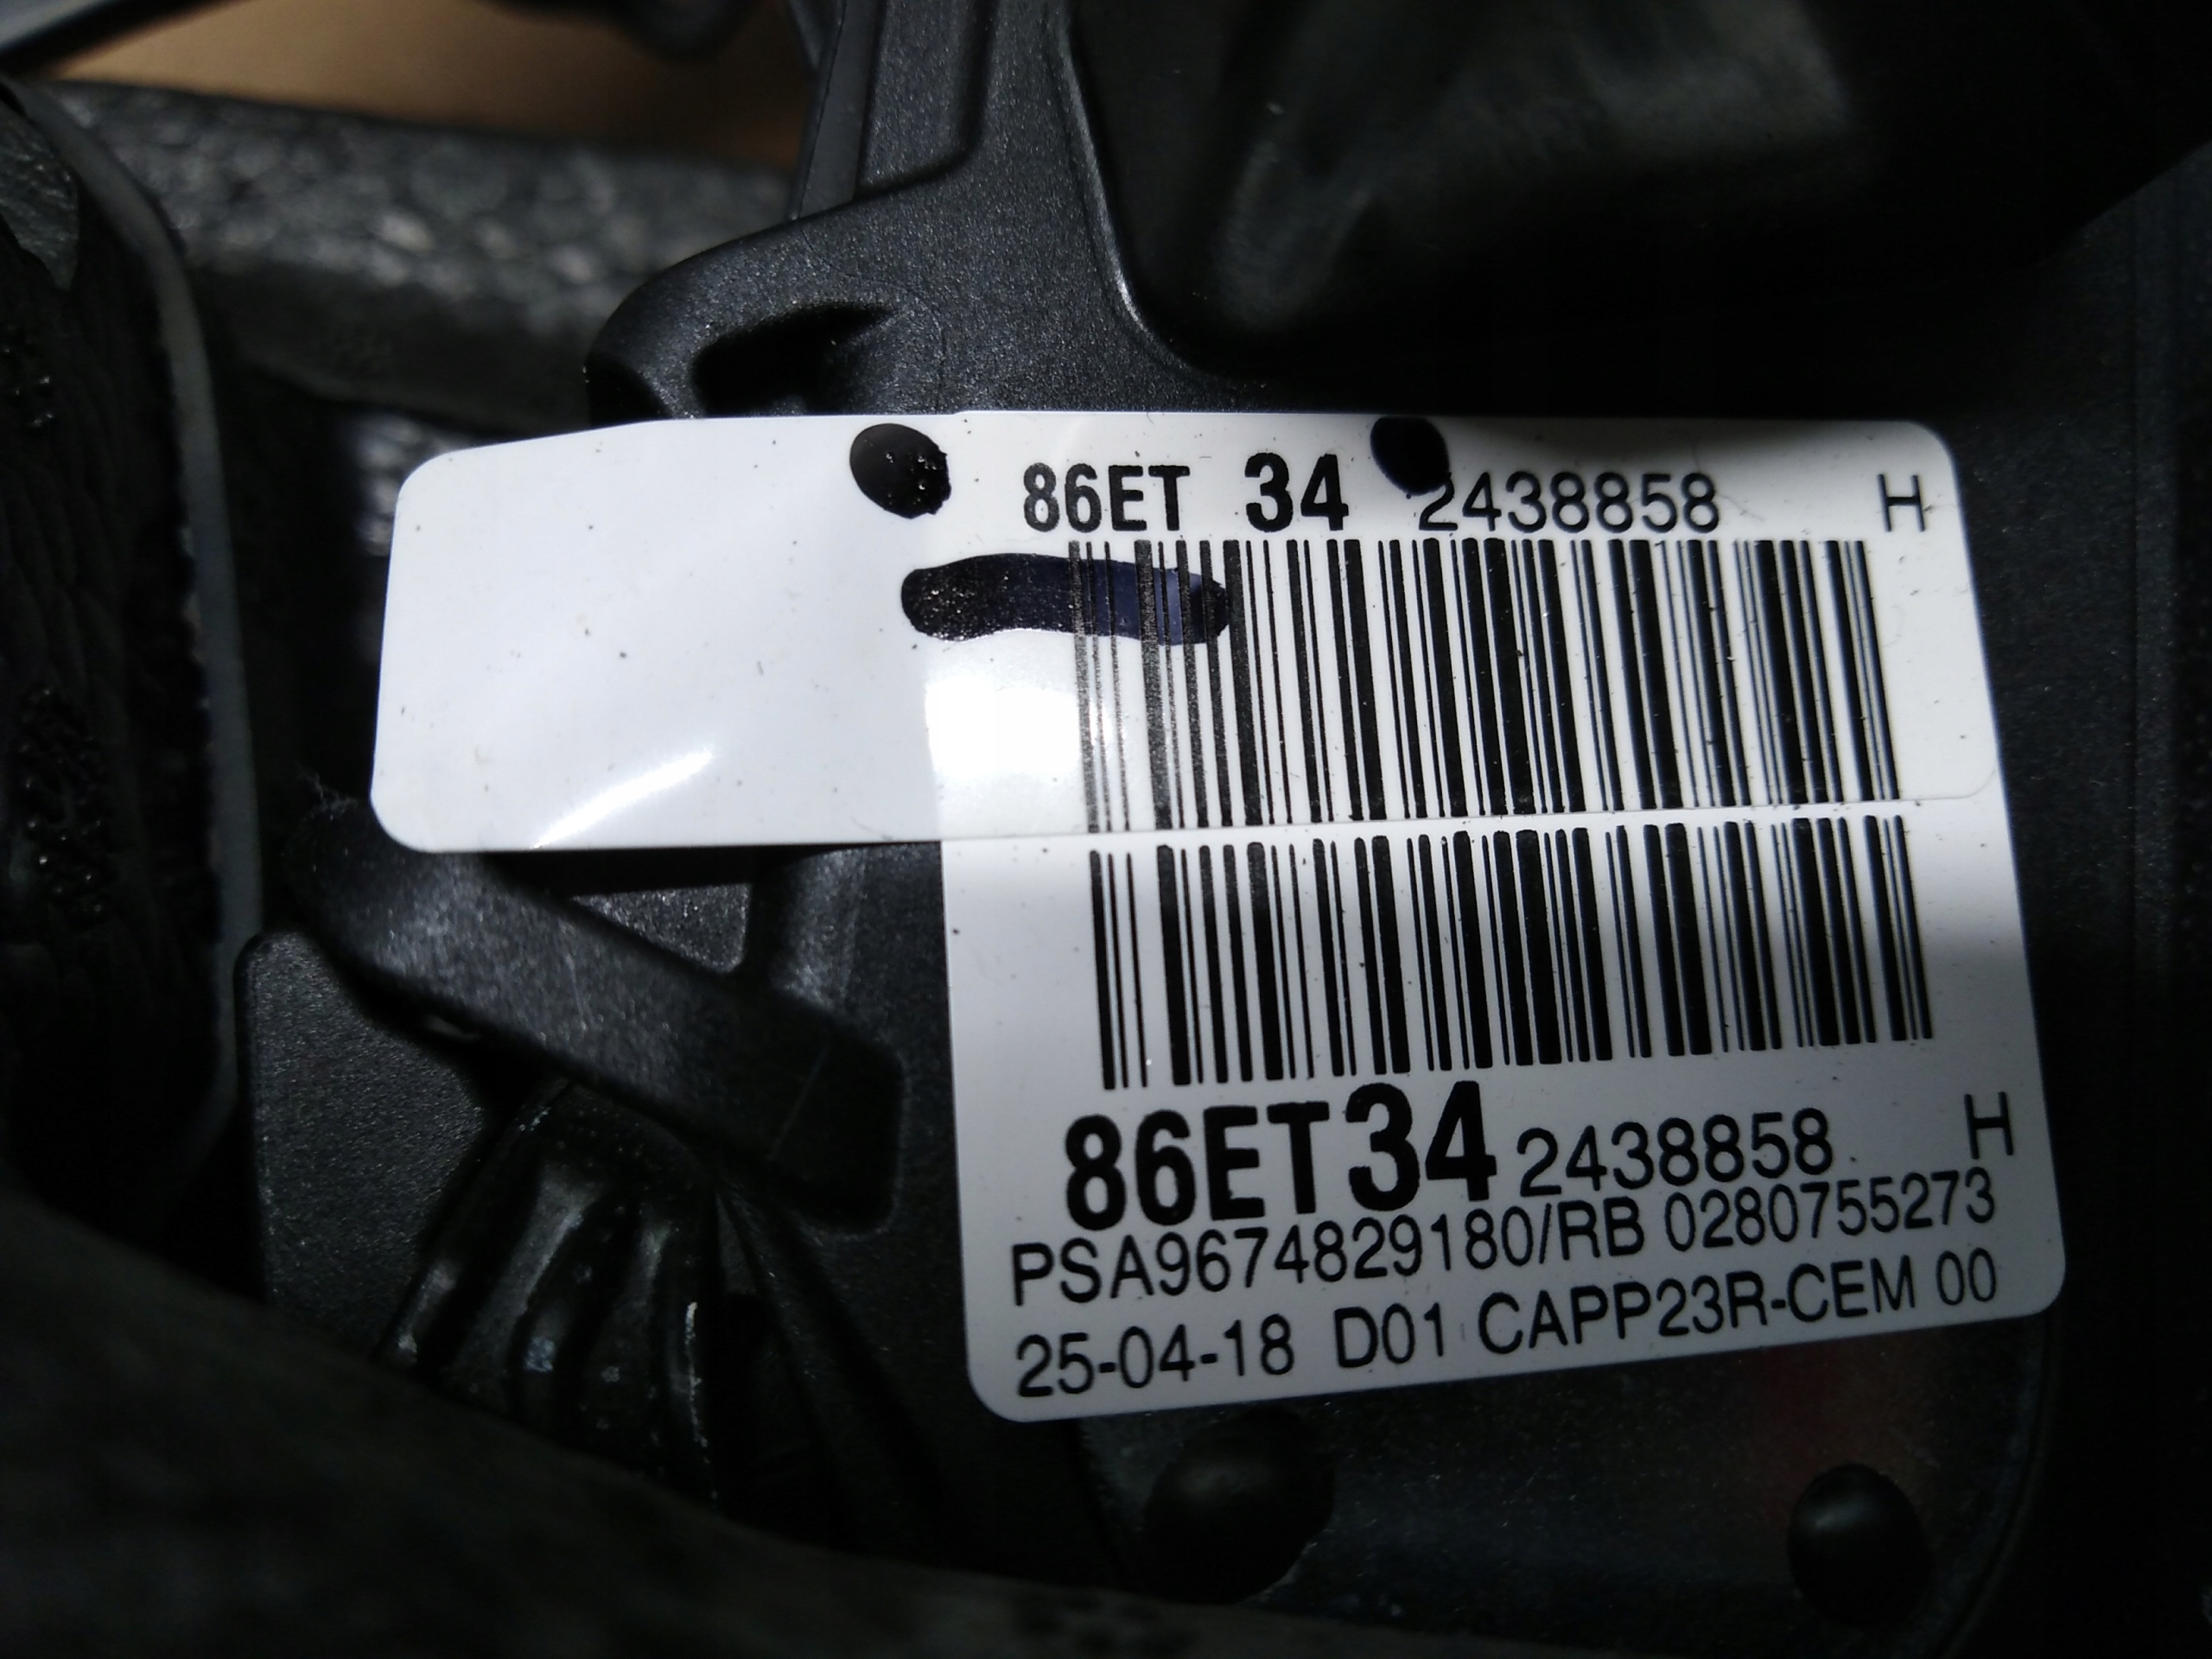 86ET 34 2438858 H
86ET34 2438858 H
PSA9674829180/RB 0280755273
25-04-18 D01 CAPP23R-CEM 00